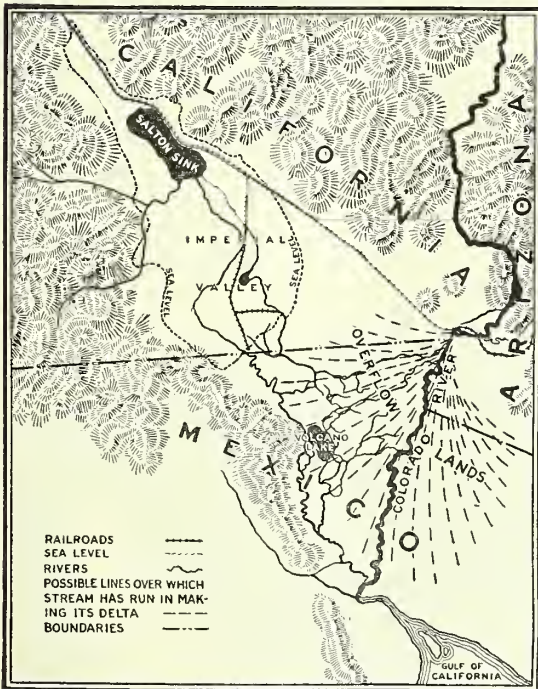 CALIFORNIA
ARIZONA
SALTON SINK
IMPERIAL
VALLEY
SEA LEVEL
SEA LEVEL
OVERFLOW
LANDS
COLORADO RIVER
VOLCANO
LAKE
MEXICO
RAILROADS
SEA LEVEL
RIVERS
POSSIBLE LINES OVER WHICH
STREAM HAS RUN IN MAK-
ING ITS DELTA
BOUNDARIES
GULF OF
CALIFORNIA